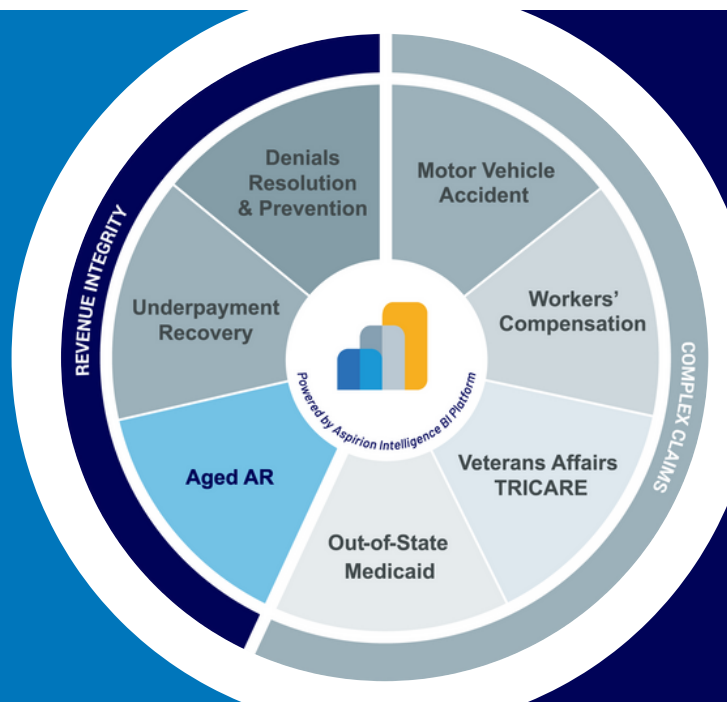 REVENUE INTEGRITY
Denials
Resolution
& Prevention
Motor Vehicle
Accident
Underpayment
Recovery
Workers'
Compensation
COMPLEX CLAIMS
Powered by Aspirion Intelligence BI Platform
Aged AR
Veterans Affairs
TRICARE
Out-of-State
Medicaid